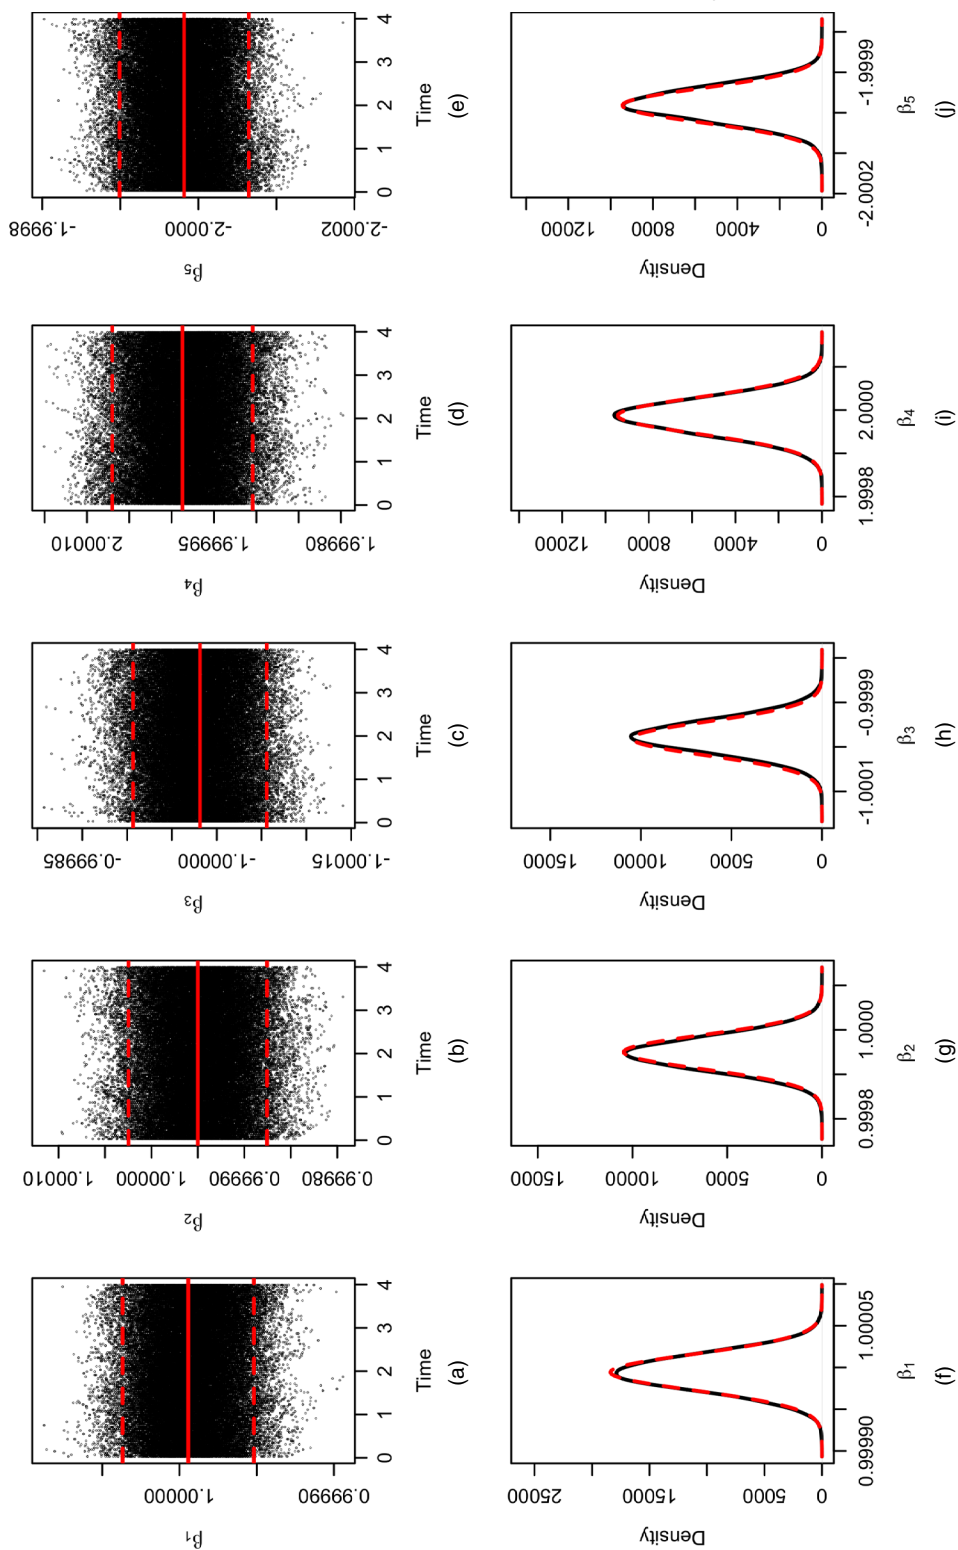 β1
0.99990 1.00000
0 1 2 3 4
Time
(a)
β2
0.99980 0.99990 1.00000 1.00010
0 1 2 3 4
Time
(b)
β3
-1.00015 -1.00000 -0.99985
0 1 2 3 4
Time
(c)
β4
1.99980 1.99995 2.00010
0 1 2 3 4
Time
(d)
β5
-2.0002 -2.0000 -1.9998
0 1 2 3 4
Time
(e)
Density
0 5000 15000 25000
0.99990 1.00005
β1
(f)
Density
0 5000 10000 15000
0.9998 1.0000
β2
(g)
Density
0 5000 10000 15000
-1.0001 -0.9999
β3
(h)
Density
0 4000 8000 12000
1.9998 2.0000
β4
(i)
Density
0 4000 8000 12000
-2.0002 -1.9999
β5
(j)